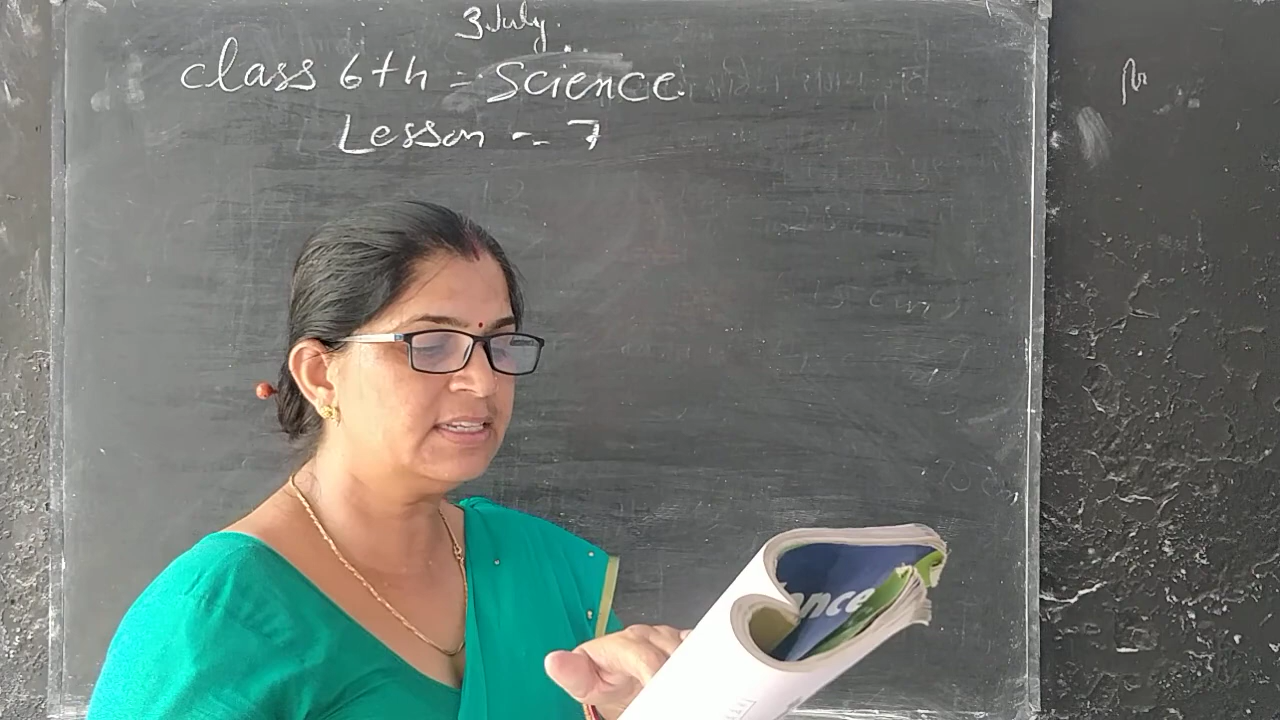 3 July.
Class 6th - Science.
Lesson - 7
ence